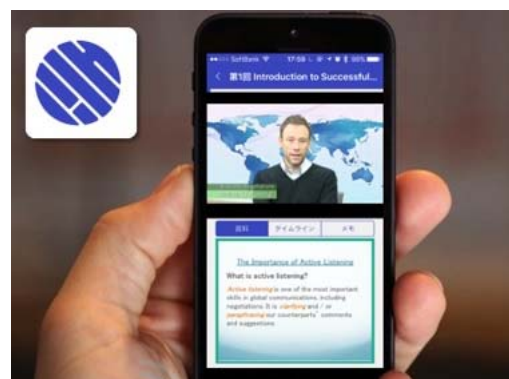 SoftBank 17:59
第1回 Introduction to Successful...
資料 タイムライン メモ
The Importance of Active Listening
What is active listening?
Active listening is one of the most important
skills in global communications, including
negotiations. It is clarifying and / or
paraphrasing our counterparts' comments
and suggestions.